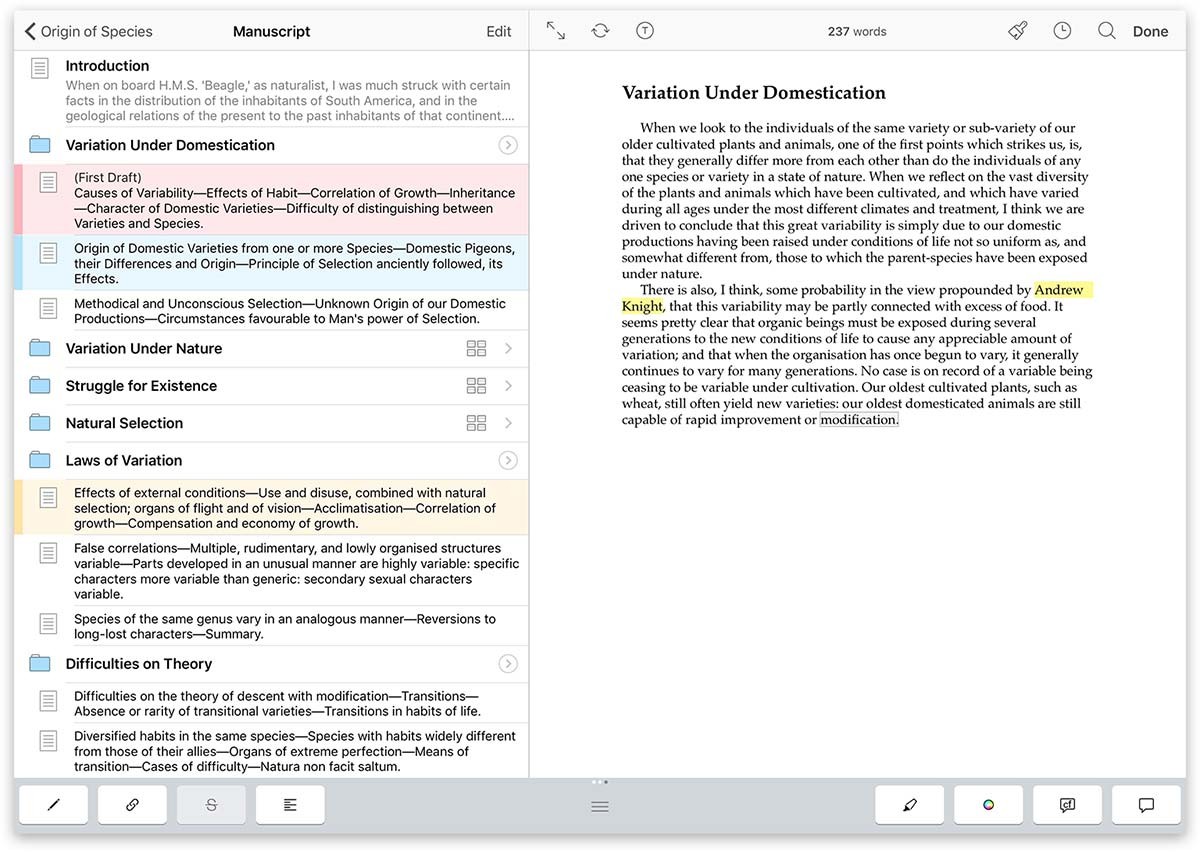 Origin of Species
Manuscript
Edit
Introduction
When on board H.M.S. 'Beagle,' as naturalist, I was much struck with certain
facts in the distribution of the inhabitants of South America, and in the
geological relations of the present to the past inhabitants of that continent....
Variation Under Domestication
(First Draft)
Causes of Variability—Effects of Habit—Correlation of Growth—Inheritance
—Character of Domestic Varieties—Difficulty of distinguishing between
Varieties and Species.
Origin of Domestic Varieties from one or more Species—Domestic Pigeons,
their Differences and Origin—Principle of Selection anciently followed, its
Effects.
Methodical and Unconscious Selection—Unknown Origin of our Domestic
Productions—Circumstances favourable to Man's power of Selection.
Variation Under Nature
Struggle for Existence
Natural Selection
Laws of Variation
Effects of external conditions—Use and disuse, combined with natural
selection; organs of flight and of vision—Acclimatisation—Correlation of
growth—Compensation and economy of growth.
False correlations—Multiple, rudimentary, and lowly organised structures
variable—Parts developed in an unusual manner are highly variable: specific
characters more variable than generic: secondary sexual characters
variable.
Species of the same genus vary in an analogous manner—Reversions to
long-lost characters—Summary.
Difficulties on Theory
Difficulties on the theory of descent with modification—Transitions—
Absence or rarity of transitional varieties—Transitions in habits of life.
Diversified habits in the same species—Species with habits widely different
from those of their allies—Organs of extreme perfection—Means of
transition—Cases of difficulty—Natura non facit saltum.
T
237 words
Done
Variation Under Domestication
When we look to the individuals of the same variety or sub-variety of our
older cultivated plants and animals, one of the first points which strikes us, is,
that they generally differ more from each other than do the individuals of any
one species or variety in a state of nature. When we reflect on the vast diversity
of the plants and animals which have been cultivated, and which have varied
during all ages under the most different climates and treatment, I think we are
driven to conclude that this great variability is simply due to our domestic
productions having been raised under conditions of life not so uniform as, and
somewhat different from, those to which the parent-species have been exposed
under nature.
There is also, I think, some probability in the view propounded by Andrew
Knight, that this variability may be partly connected with excess of food. It
seems pretty clear that organic beings must be exposed during several
generations to the new conditions of life to cause any appreciable amount of
variation; and that when the organisation has once begun to vary, it generally
continues to vary for many generations. No case is on record of a variable being
ceasing to be variable under cultivation. Our oldest cultivated plants, such as
wheat, still often yield new varieties: our oldest domesticated animals are still
capable of rapid improvement or modification.
S
cf